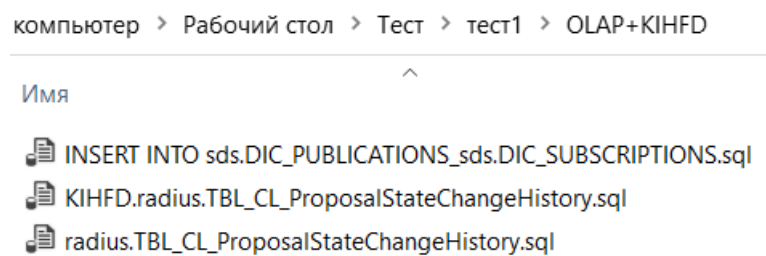 компьютер > Рабочий стол > Тест > тест1 > OLAP+KIHFD
Имя
INSERT INTO sds.DIC_PUBLICATIONS_sds.DIC_SUBSCRIPTIONS.sql
KIHFD.radius.TBL_CL_ProposalStateChangeHistory.sql
radius.TBL_CL_ProposalStateChangeHistory.sql